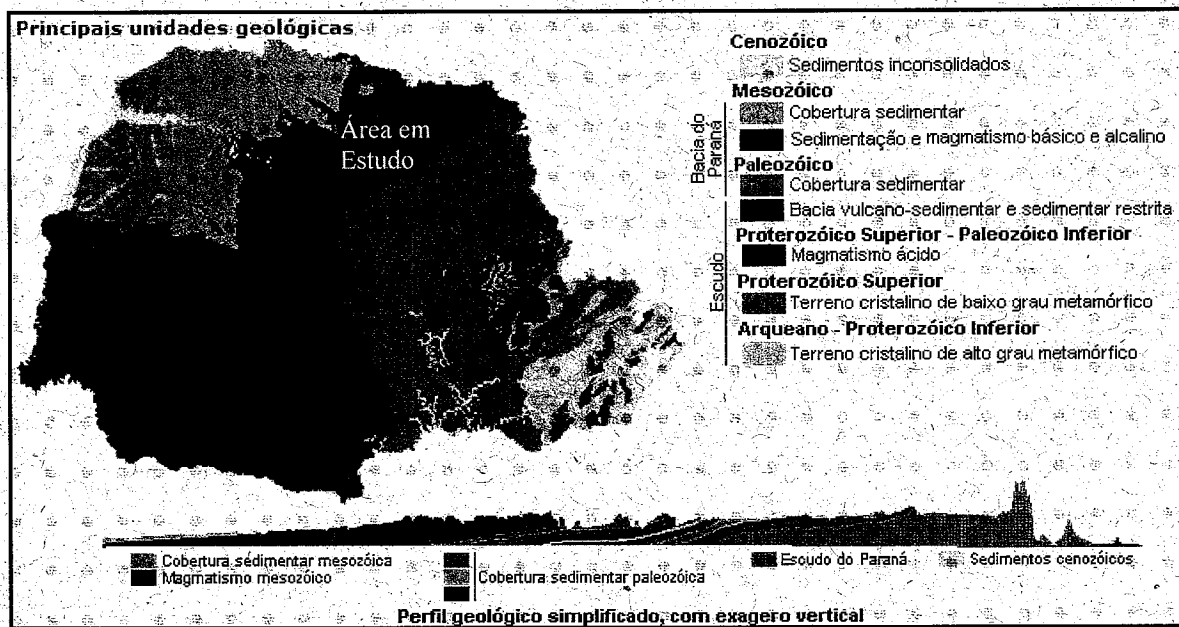 Principais unidades geológicas
Área em
Estudo
Cenozóico
Sedimentos inconsolidados
Mesozóico
Cobertura sedimentar
Sedimentação e magmatismo básico e alcalino
Bacia do
Paraná
Paleozóico
Cobertura sedimentar
Bacia vulcano-sedimentar e sedimentar restrita
Proterozóico Superior - Paleozóico Inferior
Magmatismo ácido
Escudo
Proterozóico Superior
Terreno cristalino de baixo grau metamórfico
Arqueano - Proterozóico Inferior
Terreno cristalino de alto grau metamórfico
Cobertura sedimentar mesozóica
Magmatismo mesozóico
Cobertura sedimentar paleozóica
Escudo do Paraná
Sedimentos cenozóicos
Perfil geológico simplificado, com exagero vertical